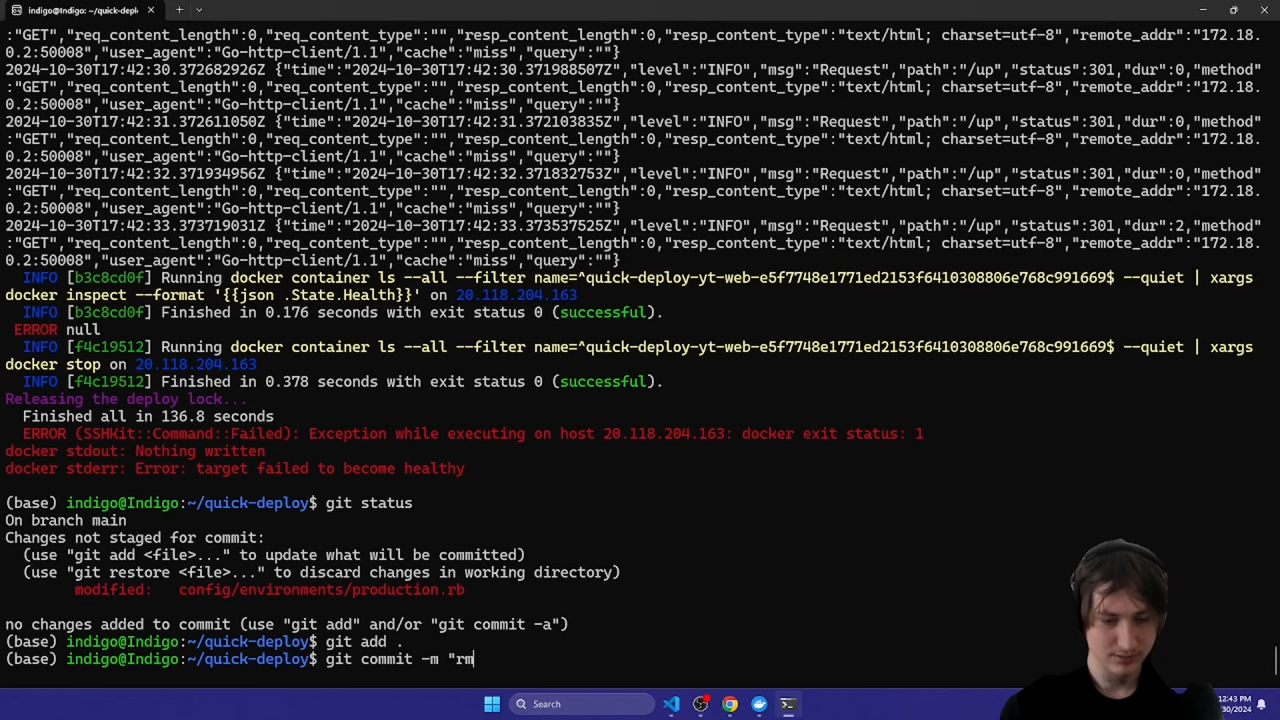 indigo@Indigo: ~/quick-deploy
:"GET","req_content_length":0,"req_content_type":"","resp_content_length":0,"resp_content_type":"text/html; charset=utf-8","remote_addr":"172.18.
0.2:50008","user_agent":"Go-http-client/1.1","cache":"miss","query":""}
2024-10-30T17:42:30.372682926Z {"time":"2024-10-30T17:42:30.371988507Z","level":"INFO","msg":"Request","path":"/up","status":301,"dur":0,"method"
:"GET","req_content_length":0,"req_content_type":"","resp_content_length":0,"resp_content_type":"text/html; charset=utf-8","remote_addr":"172.18.
0.2:50008","user_agent":"Go-http-client/1.1","cache":"miss","query":""}
2024-10-30T17:42:31.372611050Z {"time":"2024-10-30T17:42:31.372103835Z","level":"INFO","msg":"Request","path":"/up","status":301,"dur":0,"method"
:"GET","req_content_length":0,"req_content_type":"","resp_content_length":0,"resp_content_type":"text/html; charset=utf-8","remote_addr":"172.18.
0.2:50008","user_agent":"Go-http-client/1.1","cache":"miss","query":""}
2024-10-30T17:42:32.371934956Z {"time":"2024-10-30T17:42:32.371832753Z","level":"INFO","msg":"Request","path":"/up","status":301,"dur":0,"method"
:"GET","req_content_length":0,"req_content_type":"","resp_content_length":0,"resp_content_type":"text/html; charset=utf-8","remote_addr":"172.18.
0.2:50008","user_agent":"Go-http-client/1.1","cache":"miss","query":""}
2024-10-30T17:42:33.373719031Z {"time":"2024-10-30T17:42:33.373537525Z","level":"INFO","msg":"Request","path":"/up","status":301,"dur":2,"method"
:"GET","req_content_length":0,"req_content_type":"","resp_content_length":0,"resp_content_type":"text/html; charset=utf-8","remote_addr":"172.18.
0.2:50008","user_agent":"Go-http-client/1.1","cache":"miss","query":""}
INFO [b3c8cd0f] Running docker container ls --all --filter name=^quick-deploy-yt-web-e5f7748e1771ed2153f6410308806e768c991669$ --quiet | xargs
docker inspect --format '{{json .State.Health}}' on 20.118.204.163
INFO [b3c8cd0f] Finished in 0.176 seconds with exit status 0 (successful).
ERROR null
INFO [f4c19512] Running docker container ls --all --filter name=^quick-deploy-yt-web-e5f7748e1771ed2153f6410308806e768c991669$ --quiet | xargs
docker stop on 20.118.204.163
INFO [f4c19512] Finished in 0.378 seconds with exit status 0 (successful).
Releasing the deploy lock...
Finished all in 136.8 seconds
ERROR (SSHKit::Command::Failed): Exception while executing on host 20.118.204.163: docker exit status: 1
docker stdout: Nothing written
docker stderr: Error: target failed to become healthy
(base) indigo@Indigo:~/quick-deploy$ git status
On branch main
Changes not staged for commit:
(use "git add <file>..." to update what will be committed)
(use "git restore <file>..." to discard changes in working directory)
modified: config/environments/production.rb
no changes added to commit (use "git add" and/or "git commit -a")
(base) indigo@Indigo:~/quick-deploy$ git add .
(base) indigo@Indigo:~/quick-deploy$ git commit -m "rm
Search
12:43 PM
/30/2024